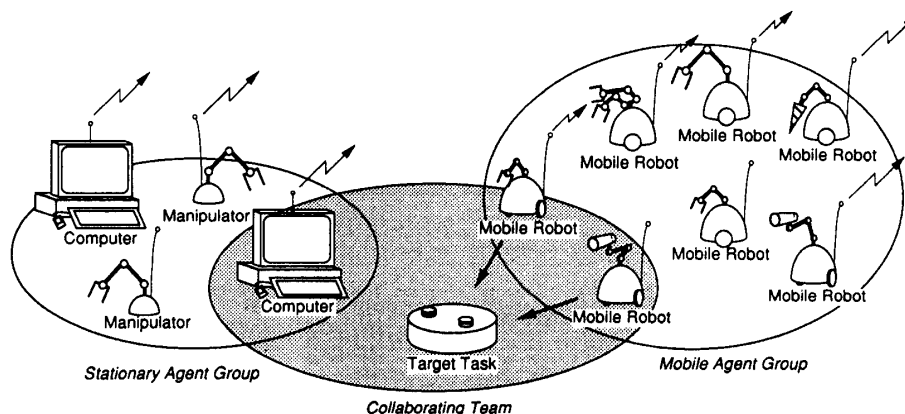 Mobile Robot
Mobile Robot
Mobile Robot
Manipulator
Computer
Mobile Robot
Mobile Robot
Computer
Manipulator
Mobile Robot
Mobile Robot
Target Task
Stationary Agent Group
Mobile Agent Group
Collaborating Team